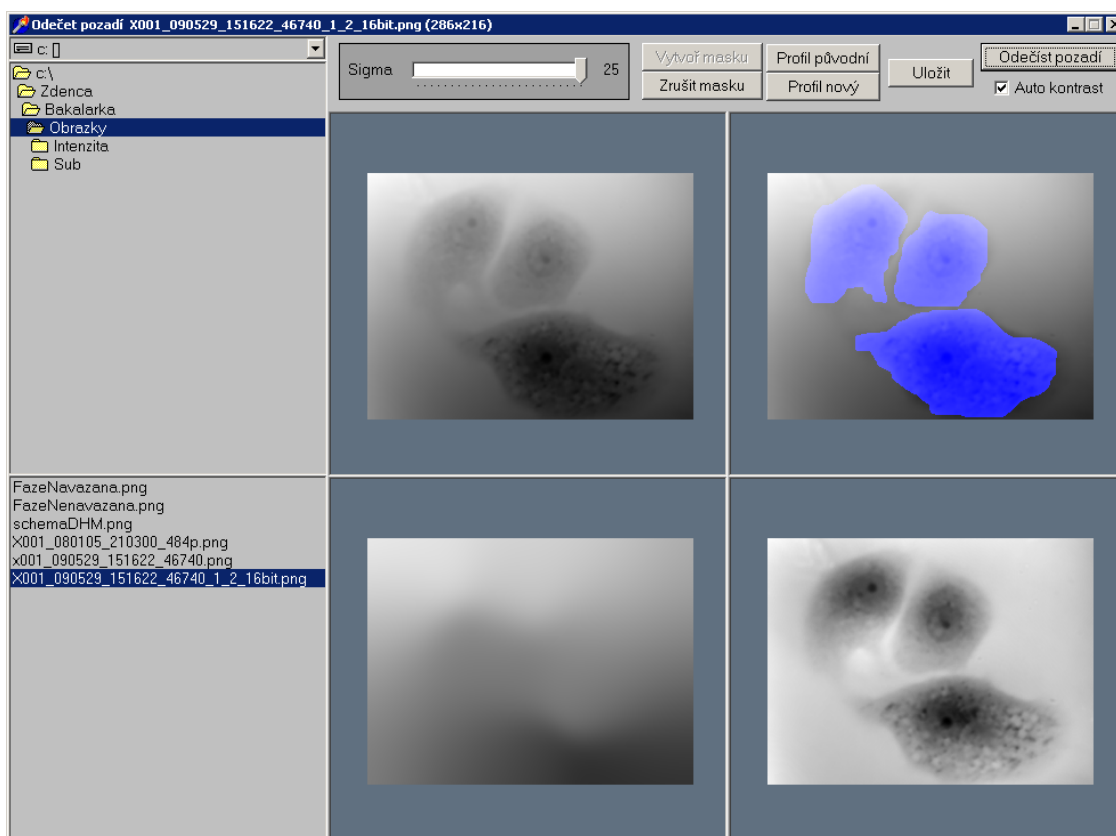 Odečet pozadí X001_090529_151622_46740_1_2_16bit.png (286x216)
c: []
c:\
Zdenca
Bakalarka
Obrazky
Intenzita
Sub
Sigma
25
Vytvoř masku
Zrušit masku
Profil původní
Profil nový
Uložit
Odečíst pozadí
Auto kontrast
FazeNavazana.png
FazeNenavazana.png
schemaDHM.png
X001_080105_210300_484p.png
x001_090529_151622_46740.png
X001_090529_151622_46740_1_2_16bit.png